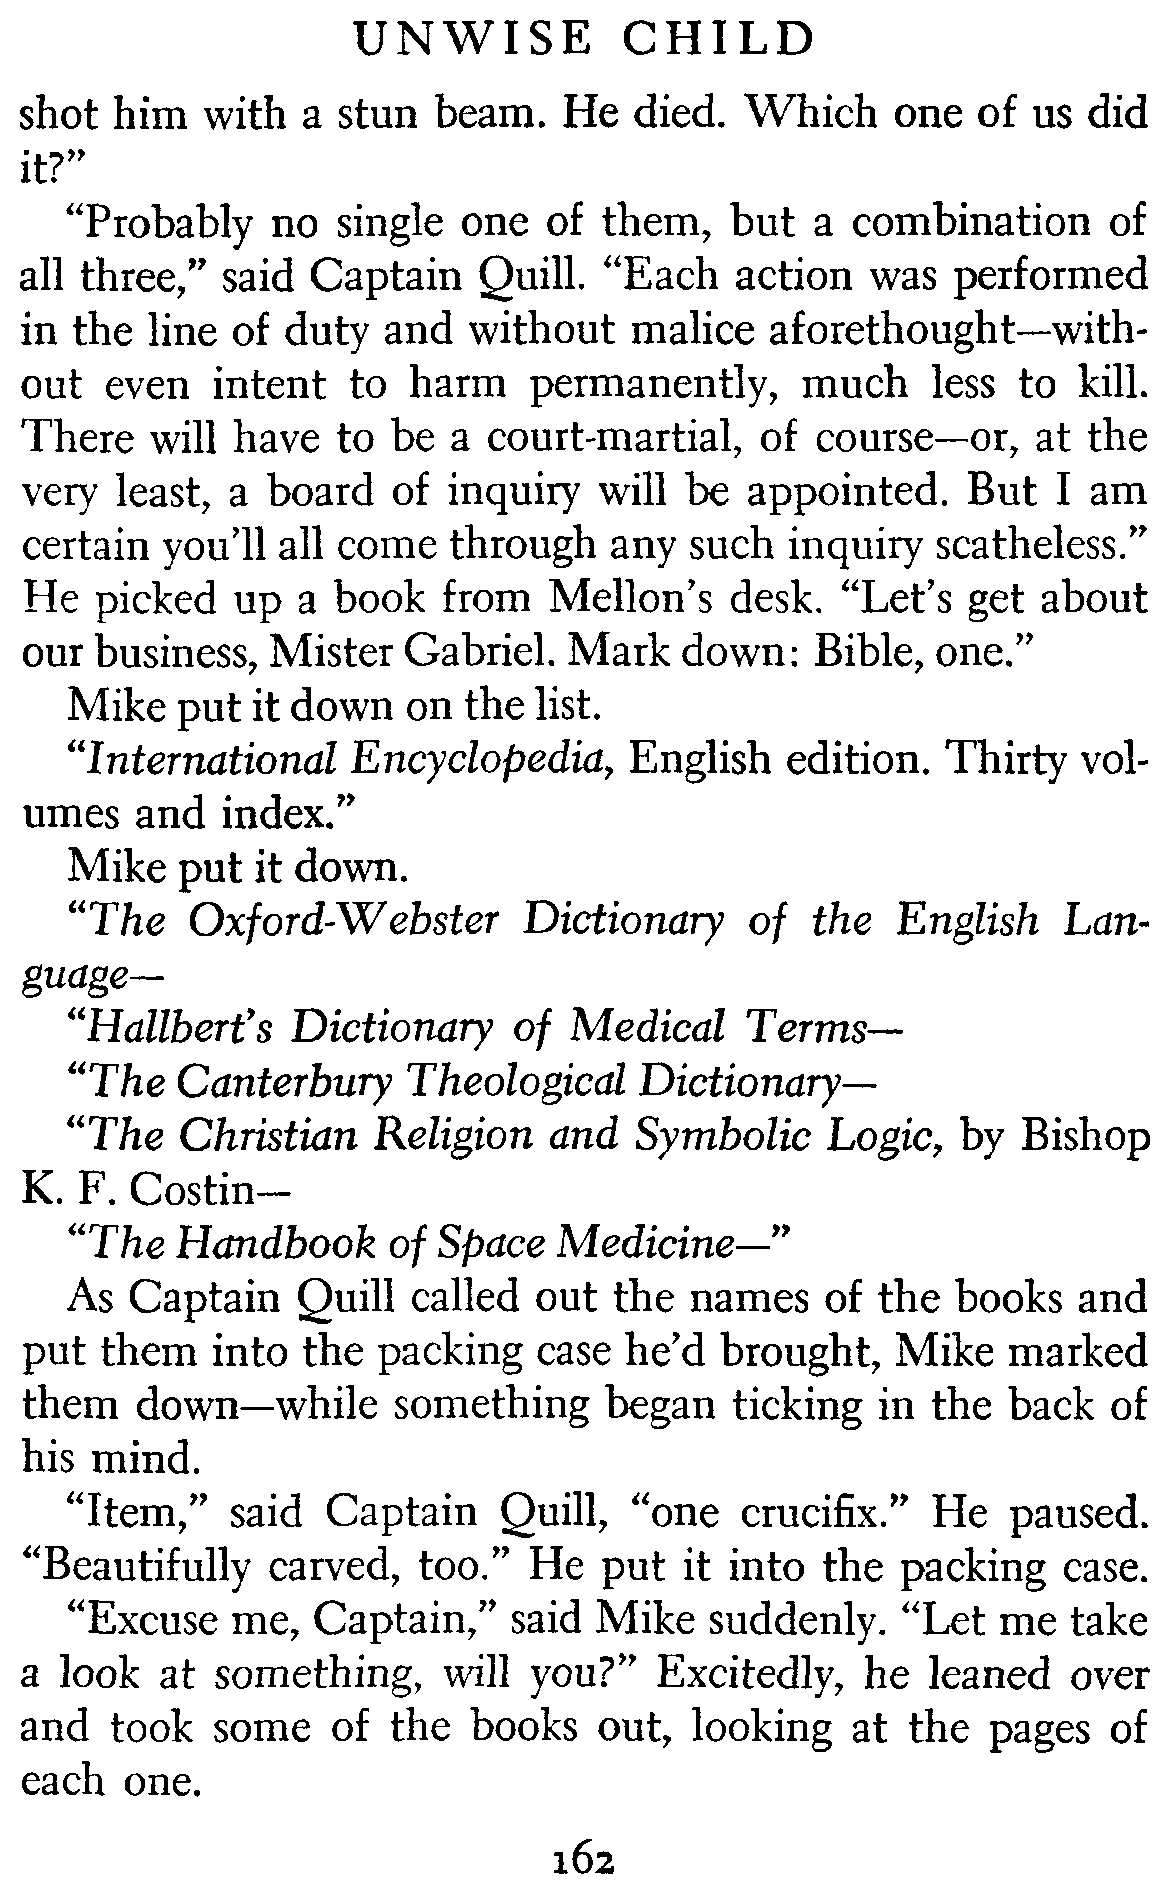 UNWISE CHILD
shot him with a stun beam. He died. Which one of us did
it?”
“Probably no single one of them, but a combination of
all three,” said Captain Quill. “Each action was performed
in the line of duty and without malice aforethought—with-
out even intent to harm permanently, much less to kill.
There will have to be a court-martial, of course—or, at the
very least, a board of inquiry will be appointed. But I am
certain you’ll all come through any such inquiry scatheless.”
He picked up a book from Mellon’s desk. “Let’s get about
our business, Mister Gabriel. Mark down: Bible, one.”
Mike put it down on the list.
“International Encyclopedia, English edition. Thirty vol-
umes and index.”
Mike put it down.
“The Oxford-Webster Dictionary of the English Lan-
guage—
“Hallbert’s Dictionary of Medical Terms—
“The Canterbury Theological Dictionary—
“The Christian Religion and Symbolic Logic, by Bishop
K. F. Costin—
“The Handbook of Space Medicine—”
As Captain Quill called out the names of the books and
put them into the packing case he’d brought, Mike marked
them down—while something began ticking in the back of
his mind.
“Item,” said Captain Quill, “one crucifix.” He paused.
“Beautifully carved, too.” He put it into the packing case.
“Excuse me, Captain,” said Mike suddenly. “Let me take
a look at something, will you?” Excitedly, he leaned over
and took some of the books out, looking at the pages of
each one.
162